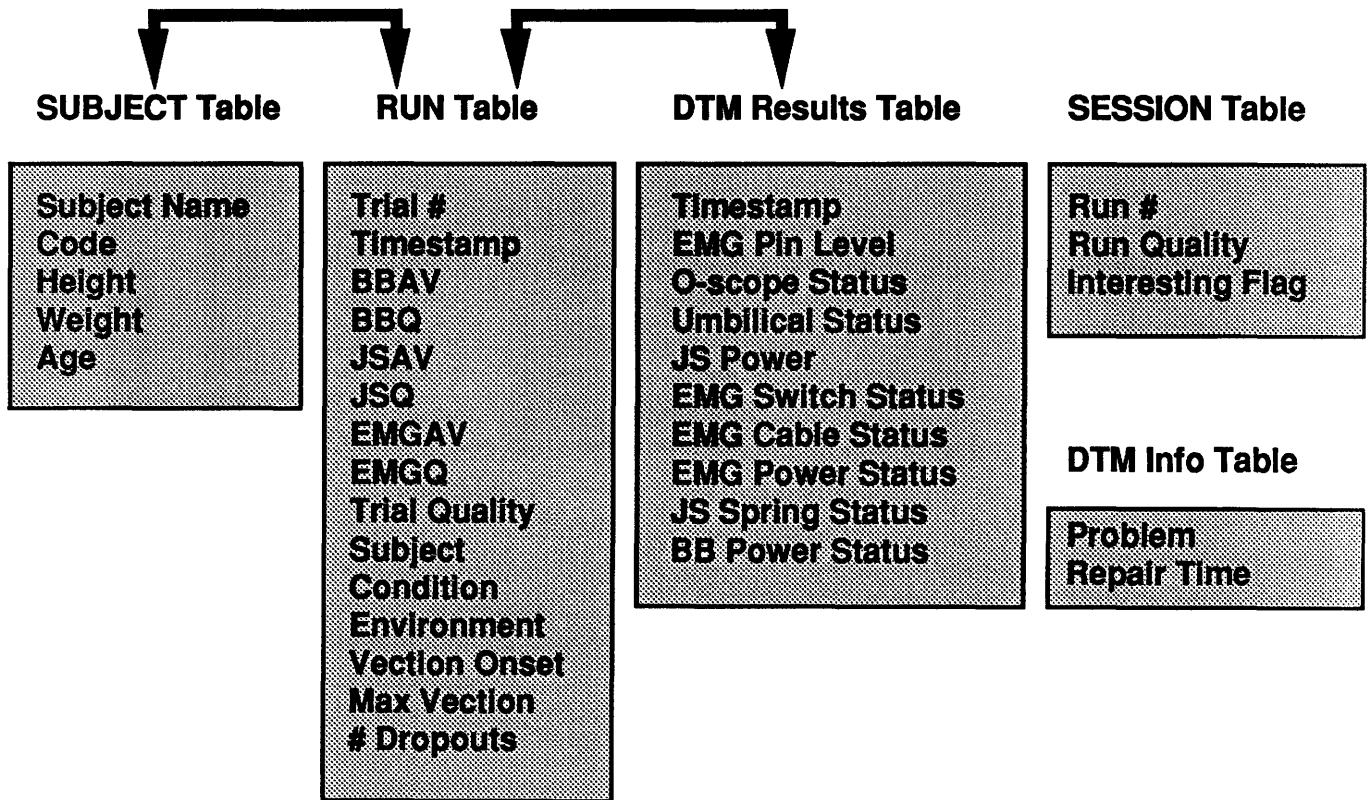 SUBJECT Table
Subject Name
Code
Height
Weight
Age
RUN Table
Trial #
Timestamp
BBAV
BBQ
JSAV
JSQ
EMGAV
EMGQ
Trial Quality
Subject
Condition
Environment
Vection Onset
Max Vection
# Dropouts
DTM Results Table
Timestamp
EMG Pin Level
O-scope Status
Umbilical Status
JS Power
EMG Switch Status
EMG Cable Status
EMG Power Status
JS Spring Status
BB Power Status
SESSION Table
Run #
Run Quality
Interesting Flag
DTM Info Table
Problem
Repair Time